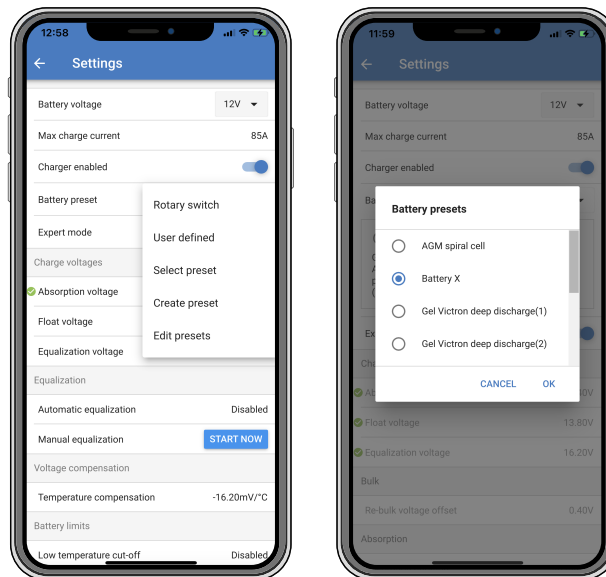 12:58
Settings
Battery voltage 12V
Max charge current 85A
Charger enabled
Battery preset
Rotary switch
User defined
Expert mode
Select preset
Charge voltages
Create preset
Absorption voltage
Float voltage
Edit presets
Equalization voltage
Equalization
Automatic equalization Disabled
Manual equalization START NOW
Voltage compensation
Temperature compensation -16.20mV/°C
Battery limits
Low temperature cut-off Disabled
11:59
Settings
Battery voltage 12V
Max charge current 85A
Charger enabled
Ba
Battery presets
AGM spiral cell
Battery X
Gel Victron deep discharge(1)
Gel Victron deep discharge(2)
CANCEL OK
Ex
Cha
Ab
Float voltage 13.80V
Equalization voltage 16.20V
Bulk
Re-bulk voltage offset 0.40V
Absorption